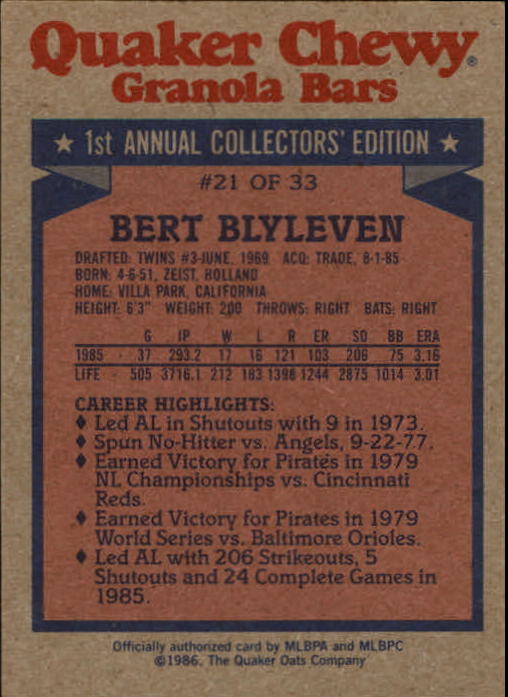 Quaker Chewy®
Granola Bars
★ 1st ANNUAL COLLECTORS' EDITION ★
#21 OF 33
BERT BLYLEVEN
DRAFTED: TWINS #3-JUNE, 1969 ACQ: TRADE, 8-1-85
BORN: 4-6-51, ZEIST, HOLLAND
HOME: VILLA PARK, CALIFORNIA
HEIGHT: 6'3" WEIGHT: 200 THROWS: RIGHT BATS: RIGHT
G IP W L R ER SO BB ERA
1985 - 37 293.2 17 16 121 103 206 75 3.16
LIFE - 505 3716.1 212 183 1398 1244 2875 1014 3.01
CAREER HIGHLIGHTS:
♦ Led AL in Shutouts with 9 in 1973.
♦ Spun No-Hitter vs. Angels, 9-22-77.
♦ Earned Victory for Pirates in 1979
NL Championships vs. Cincinnati
Reds.
♦ Earned Victory for Pirates in 1979
World Series vs. Baltimore Orioles.
♦ Led AL with 206 Strikeouts, 5
Shutouts and 24 Complete Games in
1985.
Officially authorized card by MLBPA and MLBPC
©1986, The Quaker Oats Company